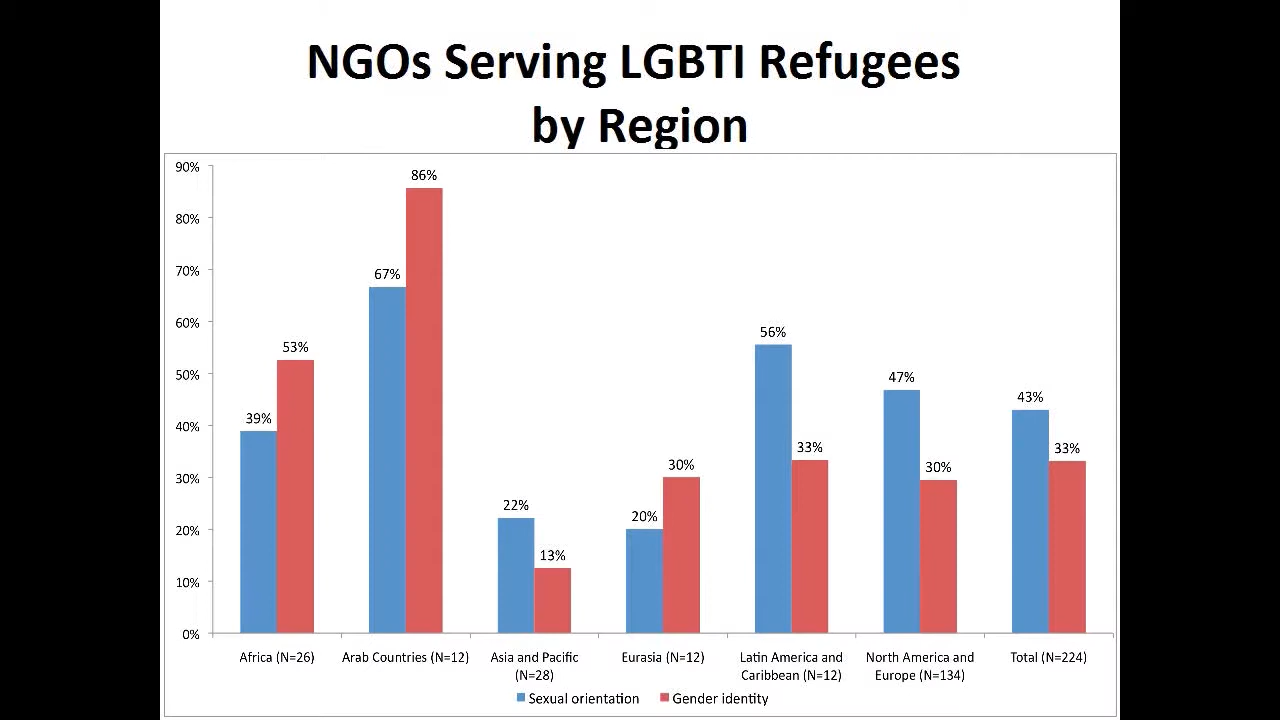 NGOs Serving LGBTI Refugees
by Region
90%
80%
70%
60%
50%
40%
30%
20%
10%
0%
39%
53%
67%
86%
22%
13%
20%
30%
56%
33%
47%
30%
43%
33%
Africa (N=26)
Arab Countries (N=12)
Asia and Pacific
(N=28)
Eurasia (N=12)
Latin America and
Caribbean (N=12)
North America and
Europe (N=134)
Total (N=224)
Sexual orientation
Gender identity